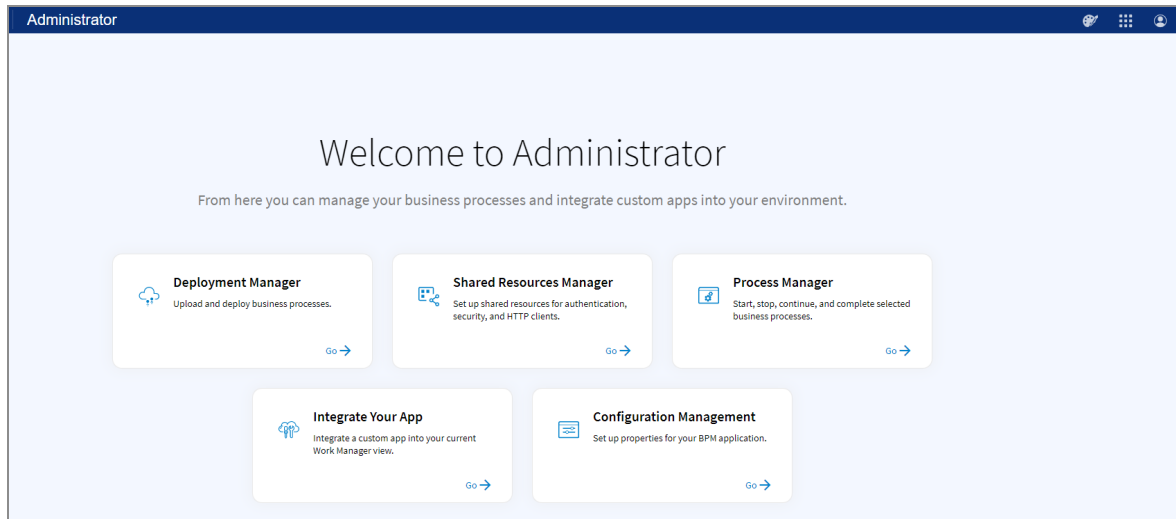 Administrator
Welcome to Administrator
From here you can manage your business processes and integrate custom apps into your environment.
Deployment Manager
Upload and deploy business processes.
Go
Shared Resources Manager
Set up shared resources for authentication,
security, and HTTP clients.
Go
Process Manager
Start, stop, continue, and complete selected
business processes.
Go
Integrate Your App
Integrate a custom app into your current
Work Manager view.
Go
Configuration Management
Set up properties for your BPM application.
Go